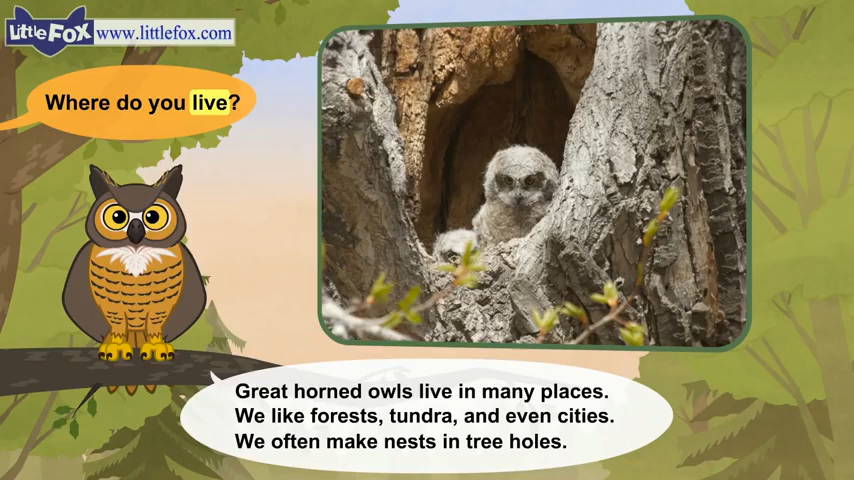 Little Fox www.littlefox.com
Where do you live?
Great horned owls live in many places.
We like forests, tundra, and even cities.
We often make nests in tree holes.